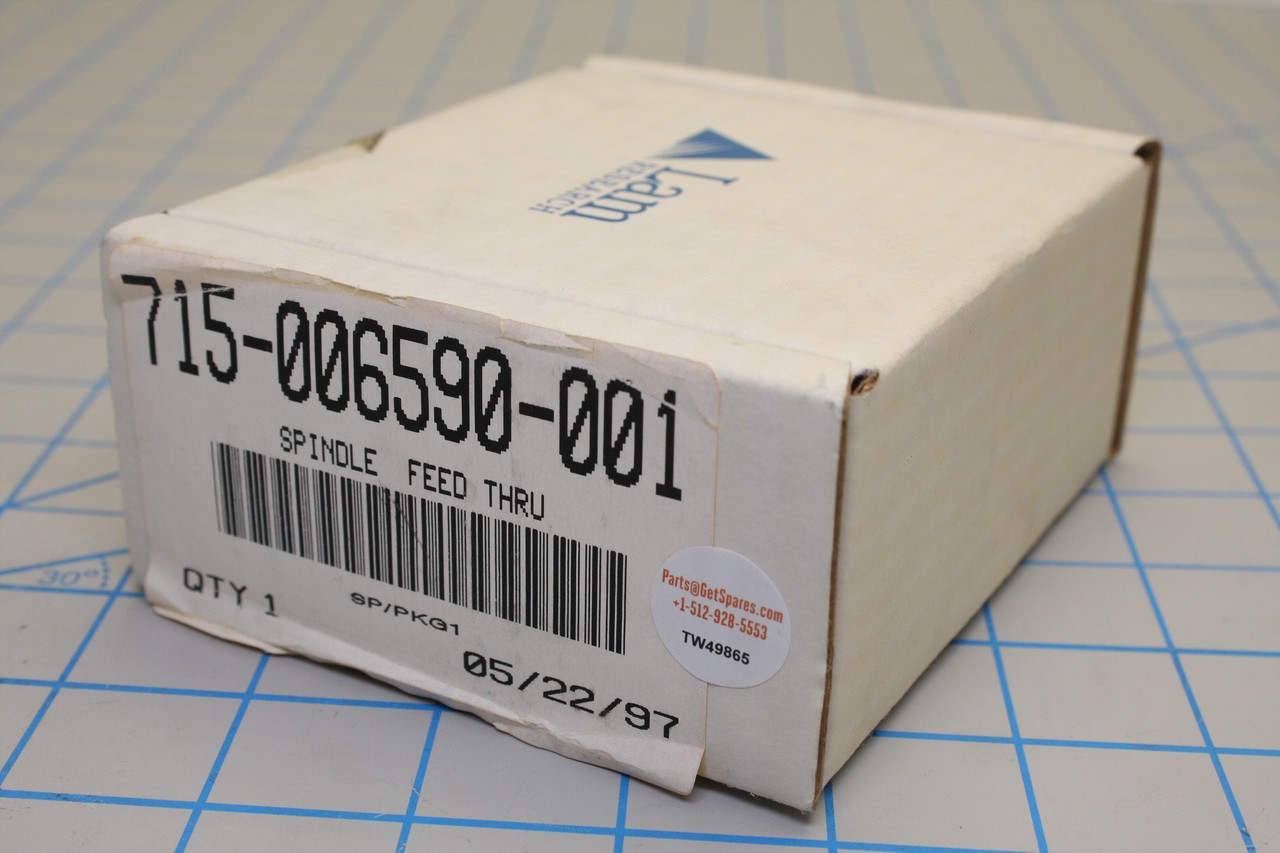 Lam
RESEARCH
715-006590-001
SPINDLE FEED THRU
QTY 1
SP/PKG1
05/22/97
Parts@GetSpares.com
+1-512-928-5553
TW49865
30°